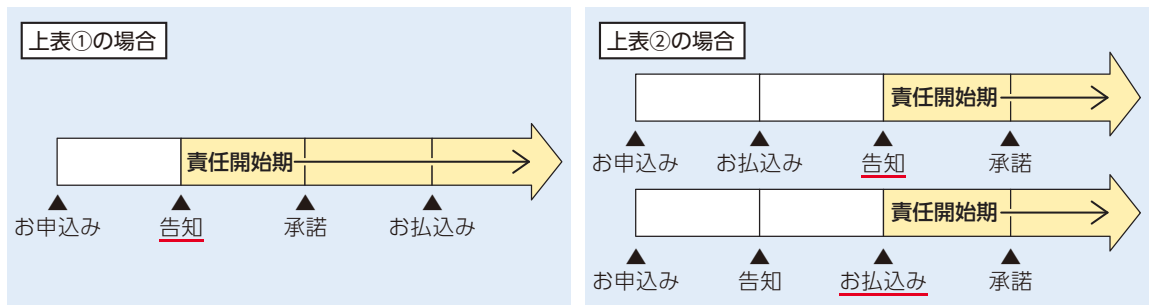 上表①の場合
責任開始期
お申込み 告知 承諾 お払込み
上表②の場合
責任開始期
お申込み お払込み 告知 承諾
責任開始期
お申込み 告知 お払込み 承諾